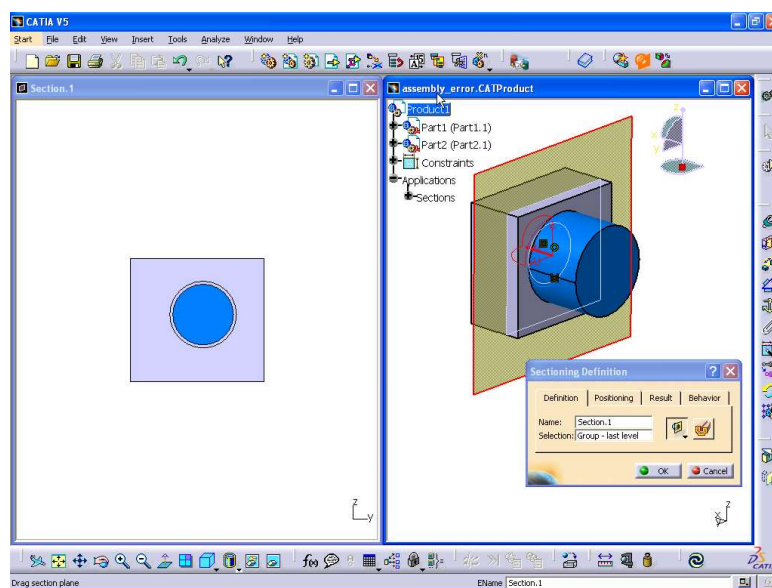 CATIA V5
Start File Edit View Insert Tools Analyze Window Help
Section.1
assembly_error.CATProduct
Product1
Part1 (Part1.1)
Part2 (Part2.1)
Constraints
Applications
Sections
z
x
y
Sectioning Definition
Definition Positioning Result Behavior
Name: Section.1
Selection: Group - last level
OK Cancel
z
y
z
x
y
f(x)
CATIA
Drag section plane
EName Section.1